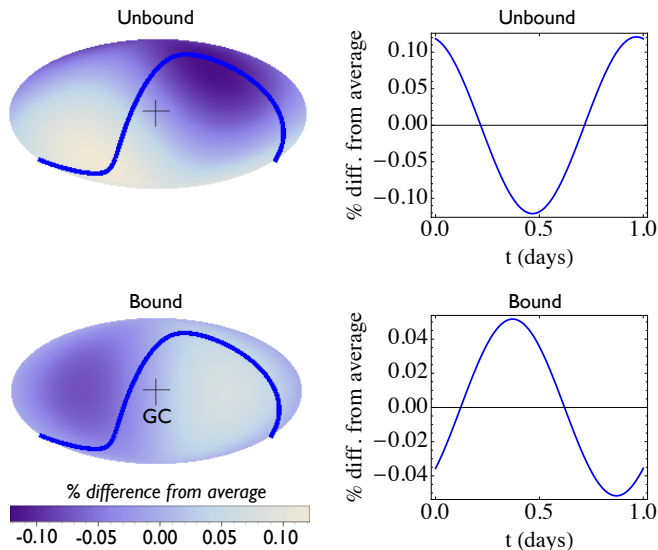 Unbound
GC
Bound
% difference from average
-0.10 -0.05 0.00 0.05 0.10
Unbound
% diff. from average
0.10
0.05
0.00
−0.05
−0.10
0.0 0.5 1.0
t (days)
Bound
% diff. from average
0.04
0.02
0.00
−0.02
−0.04
0.0 0.5 1.0
t (days)